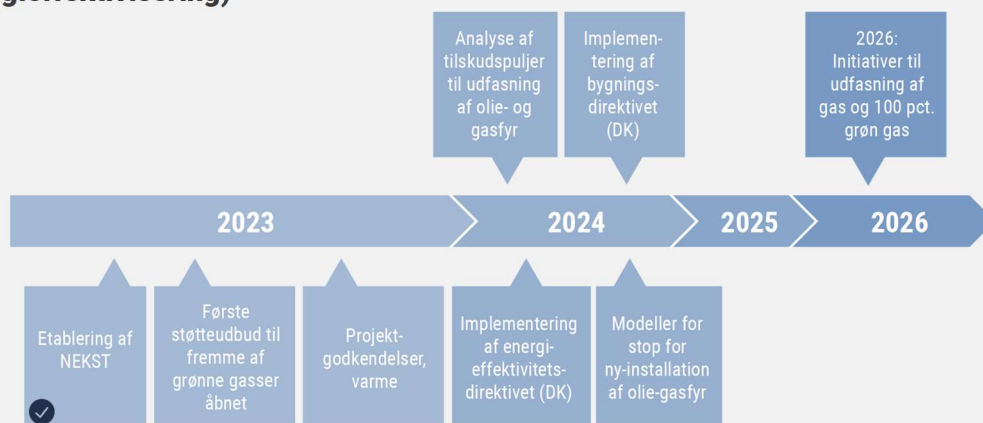 Analyse af
tilskudspuljer
til udfasning
af olie- og
gasfyr
Implemen-
tering af
bygnings-
direktivet
(DK)
2026:
Initiativer til
udfasning af
gas og 100 pct.
grøn gas
2023
2024
2025
2026
Etablering af
NEKST
Første
støtteudbud til
fremme af
grønne gasser
åbnet
Projekt-
godkendelser,
varme
Implementering
af energi-
effektivitets-
direktivet (DK)
Modeller for
stop for
ny-installation
af olie-gasfyr